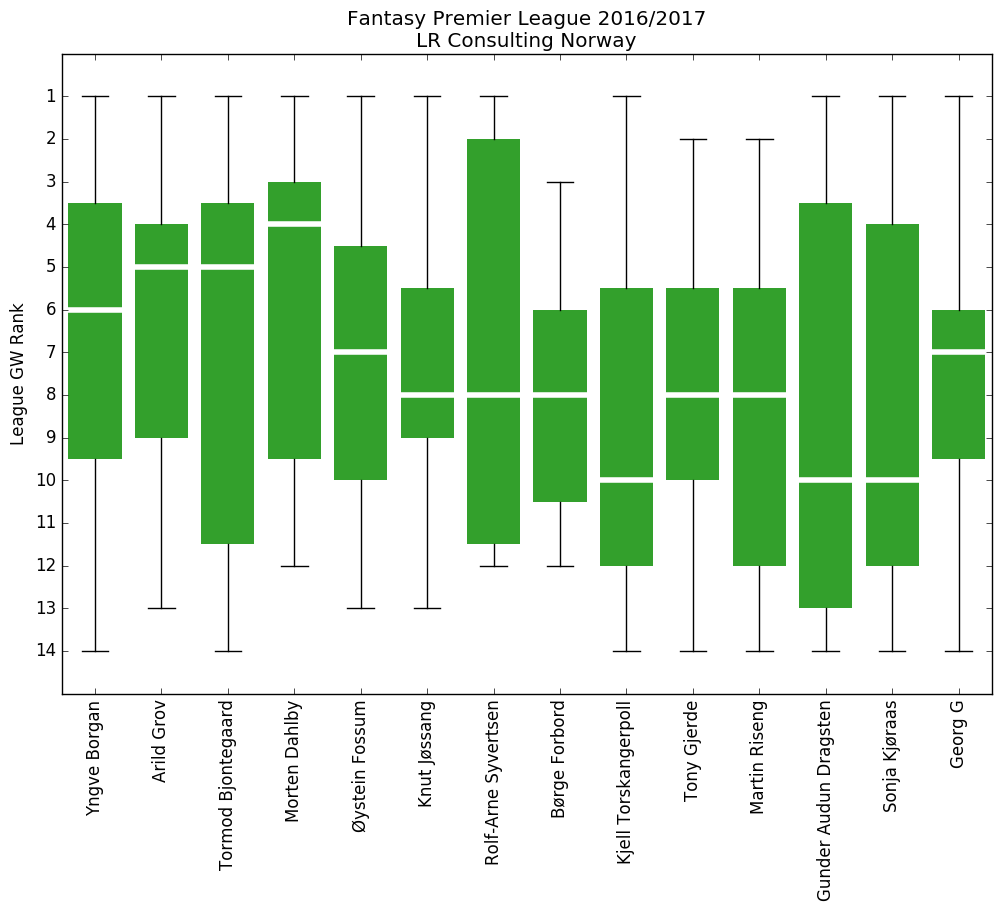 Fantasy Premier League 2016/2017
LR Consulting Norway
League GW Rank
1
2
3
4
5
6
7
8
9
10
11
12
13
14
Yngve Borgan
Arild Grov
Tormod Bjontegaard
Morten Dahlby
Øystein Fossum
Knut Jøssang
Rolf-Arne Syvertsen
Børge Forbord
Kjell Torskangerpoll
Tony Gjerde
Martin Riseng
Gunder Audun Dragsten
Sonja Kjøraas
Georg G